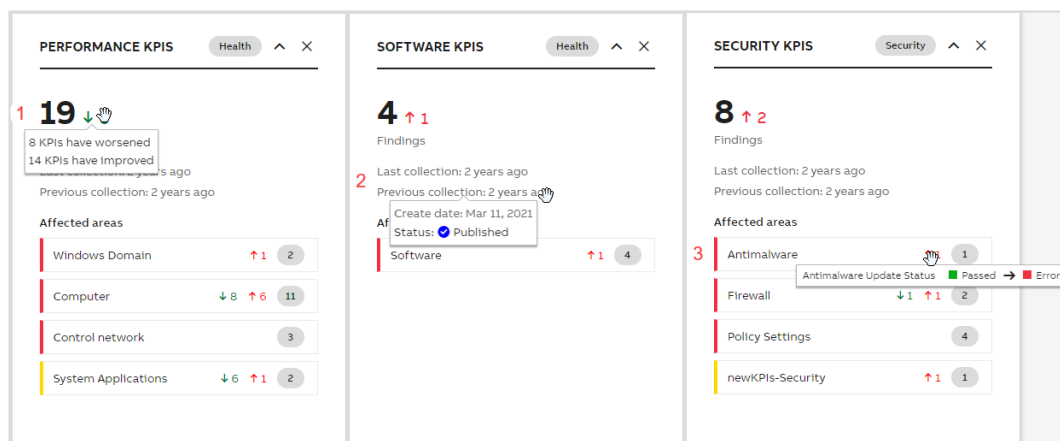 PERFORMANCE KPIS Health
1 19
8 KPIs have worsened
14 KPIs have improved
Last collection: 2 years ago
Previous collection: 2 years ago
Affected areas
Windows Domain 1 2
Computer 8 6 11
Control network 3
System Applications 6 1 2
SOFTWARE KPIS Health
4 1
Findings
Last collection: 2 years ago
2 Previous collection: 2 years ago
Create date: Mar 11, 2021
Status: Published
Af
Software 1 4
SECURITY KPIS Security
8 2
Findings
Last collection: 2 years ago
Previous collection: 2 years ago
Affected areas
3 Antimalware 1
Antimalware Update Status Passed → Error
Firewall 1 1 2
Policy Settings 4
newKPIs-Security 1 1